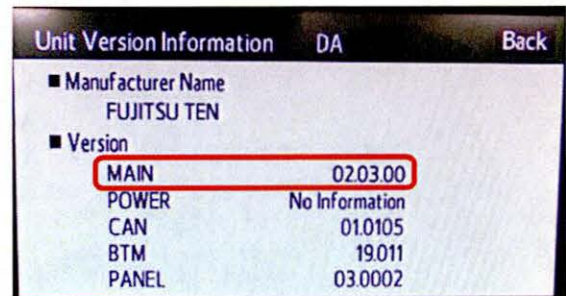 Unit Version Information DA Back
■ Manufacturer Name
FUJITSU TEN
■ Version
MAIN 02.03.00
POWER No Information
CAN 01.0105
BTM 19.011
PANEL 03.0002